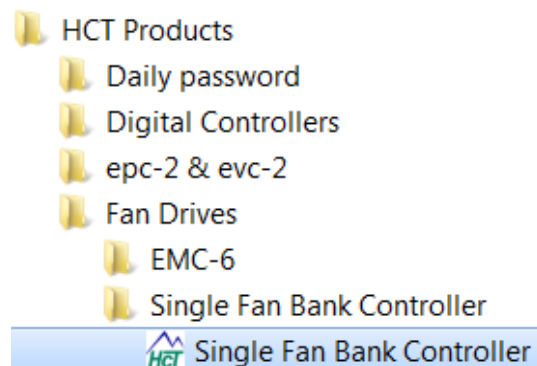 HCT Products
Daily password
Digital Controllers
epc-2 & evc-2
Fan Drives
EMC-6
Single Fan Bank Controller
HCT Single Fan Bank Controller